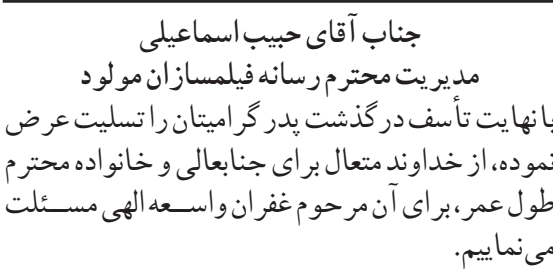 جناب آقای حبیب اسماعیلی
مدیریت محترم رسانه فیلمسازان مولود
با نهایت تأسف درگذشت پدر گرامیتان را تسلیت عرض
نموده، از خداوند متعال برای جنابعالی و خانواده محترم
طول عمر، برای آن مرحوم غفران واسعه الهی مسئلت
می‌نماییم.